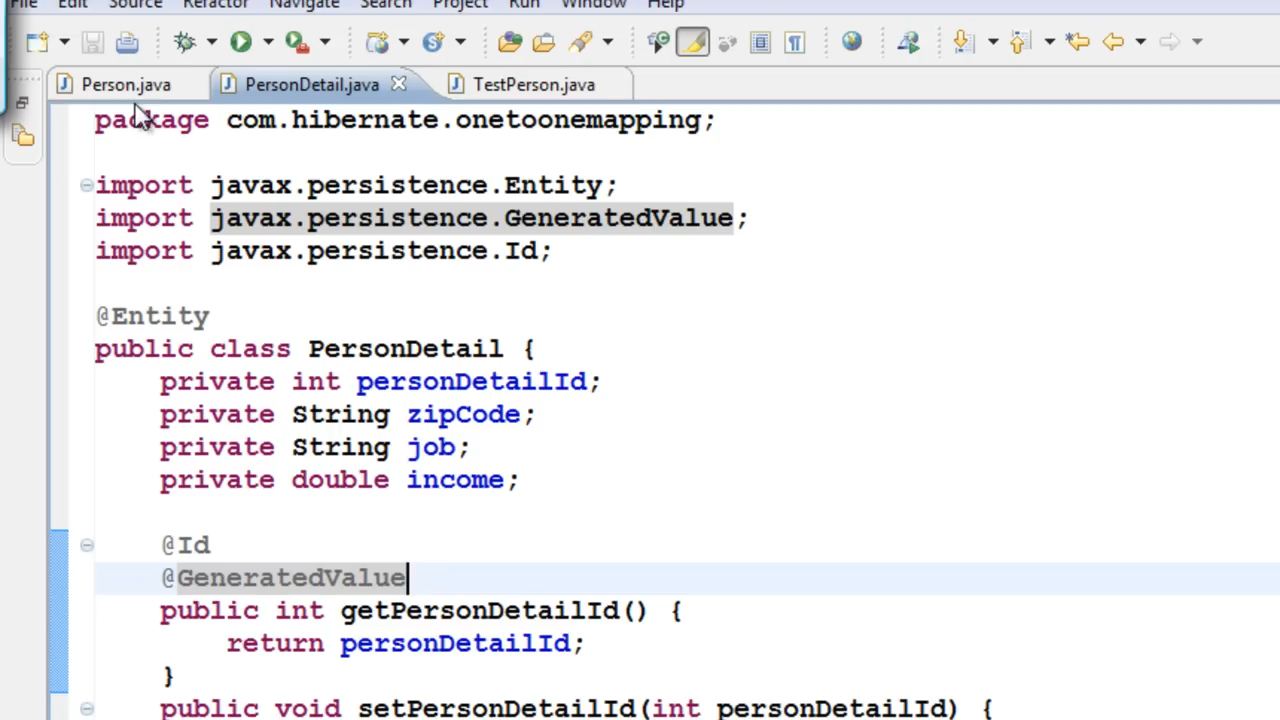 File Edit Source Refactor Navigate Search Project Run Window Help
Person.java PersonDetail.java TestPerson.java
package com.hibernate.onetoonemapping;
import javax.persistence.Entity;
import javax.persistence.GeneratedValue;
import javax.persistence.Id;
@Entity
public class PersonDetail {
private int personDetailId;
private String zipCode;
private String job;
private double income;
@Id
@GeneratedValue
public int getPersonDetailId() {
return personDetailId;
}
public void setPersonDetailId(int personDetailId) {